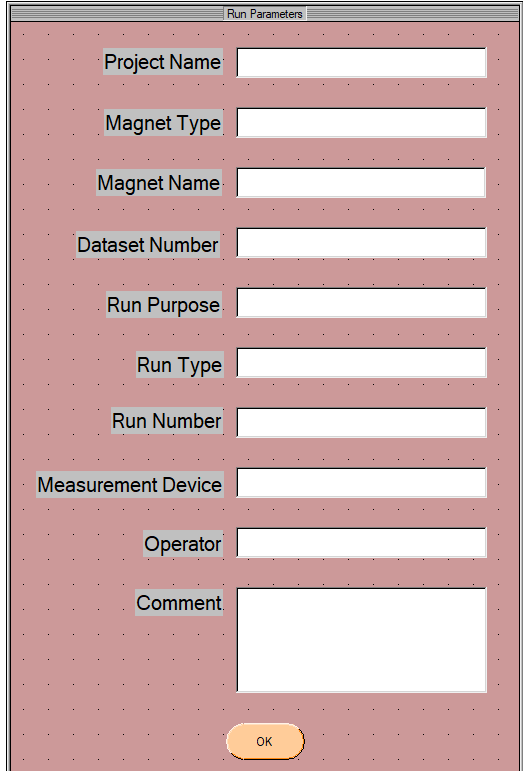 Run Parameters
Project Name
Magnet Type
Magnet Name
Dataset Number
Run Purpose
Run Type
Run Number
Measurement Device
Operator
Comment
OK